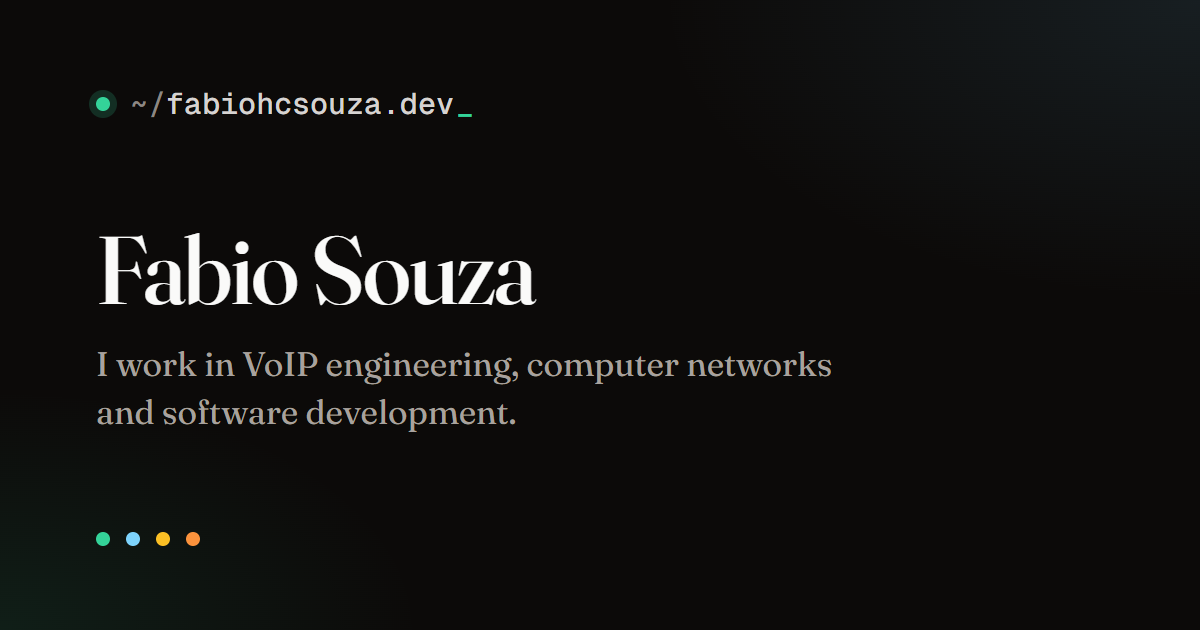 ~/fabiohcsouza.dev_
Fabio Souza
I work in VoIP engineering, computer networks
and software development.